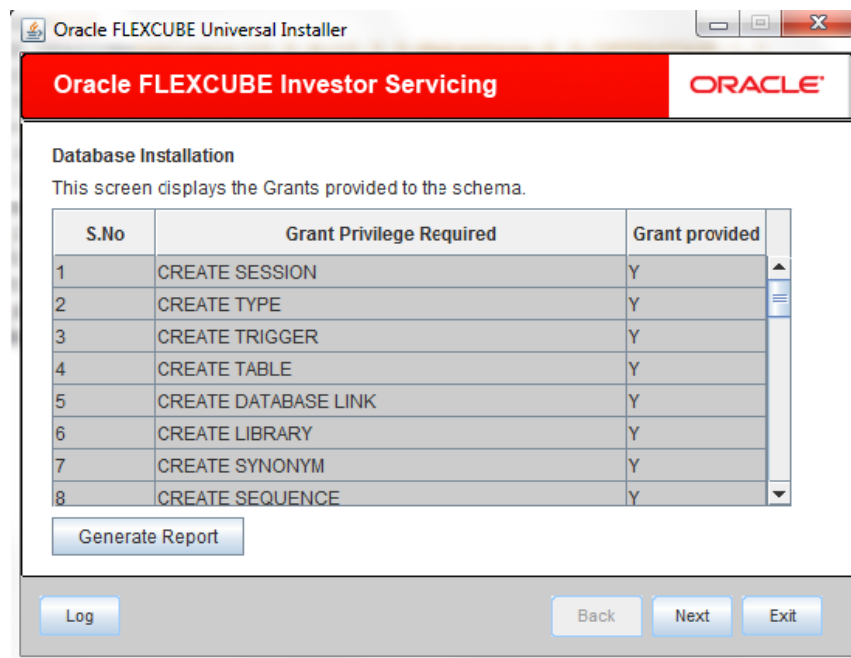 Oracle FLEXCUBE Universal Installer
Oracle FLEXCUBE Investor Servicing
ORACLE
Database Installation
This screen displays the Grants provided to the schema.
S.No Grant Privilege Required Grant provided
1 CREATE SESSION Y
2 CREATE TYPE Y
3 CREATE TRIGGER Y
4 CREATE TABLE Y
5 CREATE DATABASE LINK Y
6 CREATE LIBRARY Y
7 CREATE SYNONYM Y
8 CREATE SEQUENCE Y
Generate Report
Log Back Next Exit